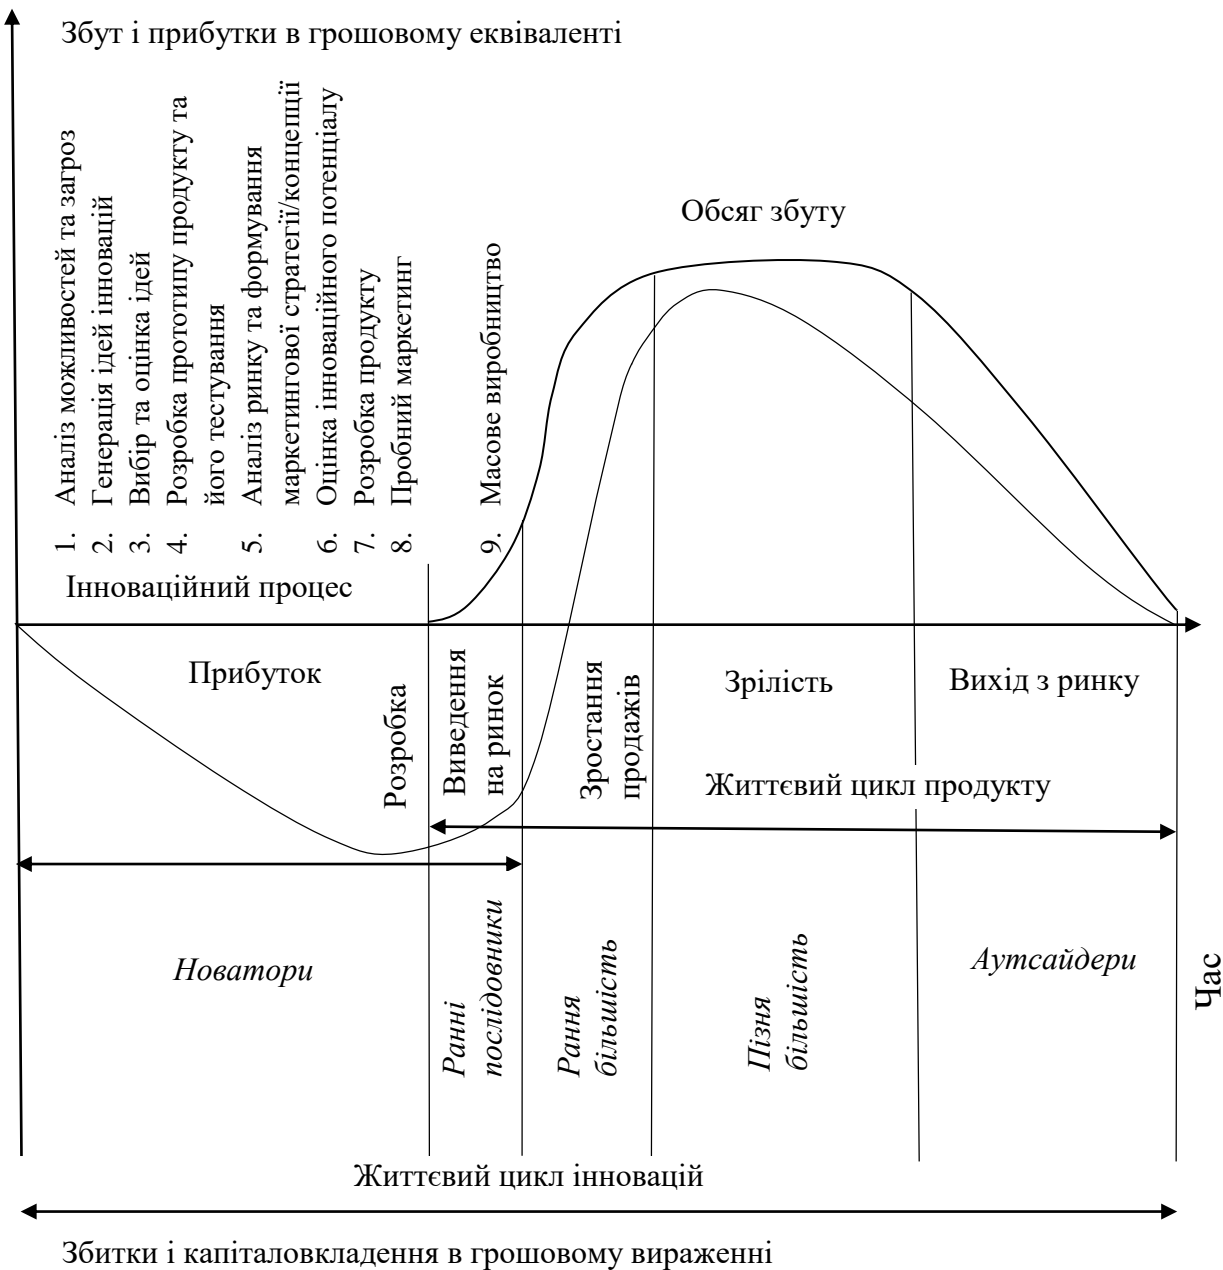 Збут і прибутки в грошовому еквіваленті
1. Аналіз можливостей та загроз
2. Генерація ідей інновацій
3. Вибір та оцінка ідей
4. Розробка прототипу продукту та
його тестування
5. Аналіз ринку та формування
маркетингової стратегії/концепції
6. Оцінка інноваційного потенціалу
7. Розробка продукту
8. Пробний маркетинг
9. Масове виробництво
Обсяг збуту
Інноваційний процес
Прибуток
Розробка
Виведення
на ринок
Зростання
продажів
Зрілість
Вихід з ринку
Життєвий цикл продукту
Новатори
Ранні
послідовники
Рання
більшість
Пізня
більшість
Аутсайдери
Час
Життєвий цикл інновацій
Збитки і капіталовкладення в грошовому вираженні